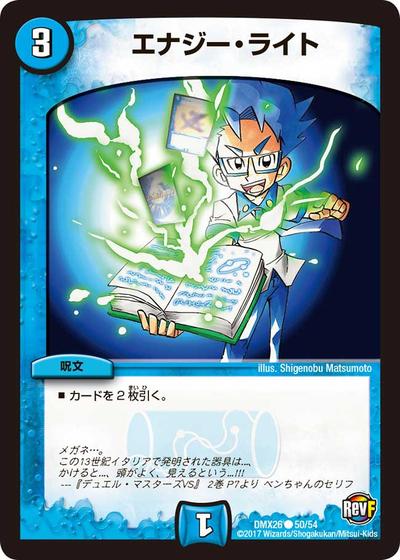 3
エナジー・ライト
呪文
illus. Shigenobu Matsumoto
■ カードを2枚引く。
まい ひ
メガネ…。
この13世紀イタリアで発明された器具は…、
かけると…、頭がよく、見えるという…!!!
--- 『デュエル・マスターズVS』 2巻 P7より ベンちゃんのセリフ
1
RevF
DMX26 ● 50/54
©2017 Wizards/Shogakukan/Mitsui-Kids